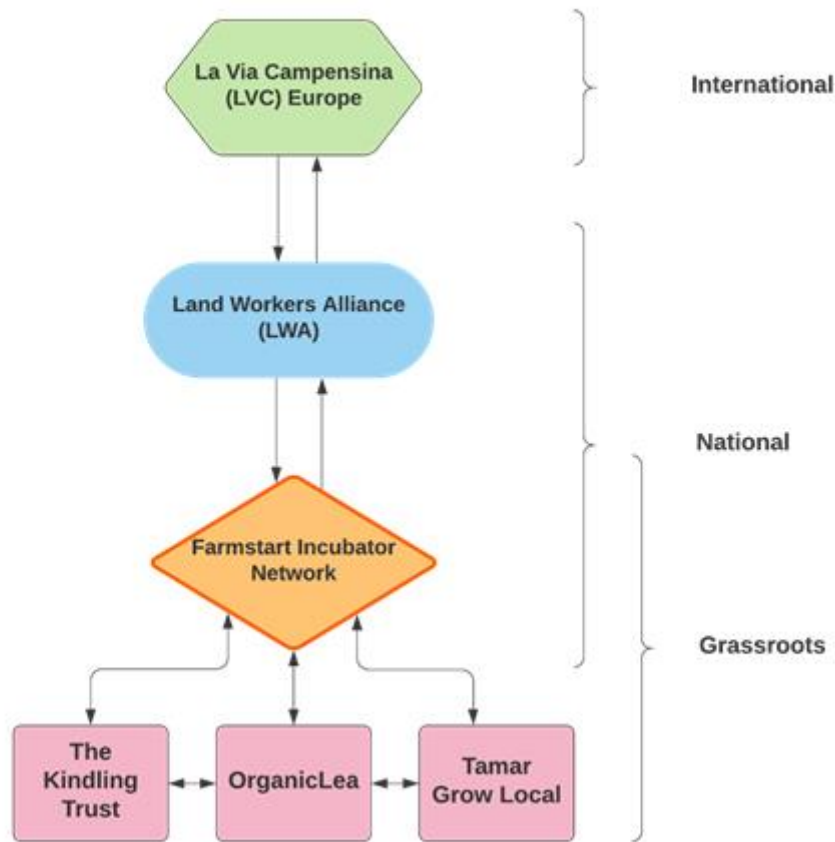 La Via Campensina
(LVC) Europe
International
Land Workers Alliance
(LWA)
National
Farmstart Incubator
Network
Grassroots
The
Kindling
Trust
OrganicLea
Tamar
Grow Local